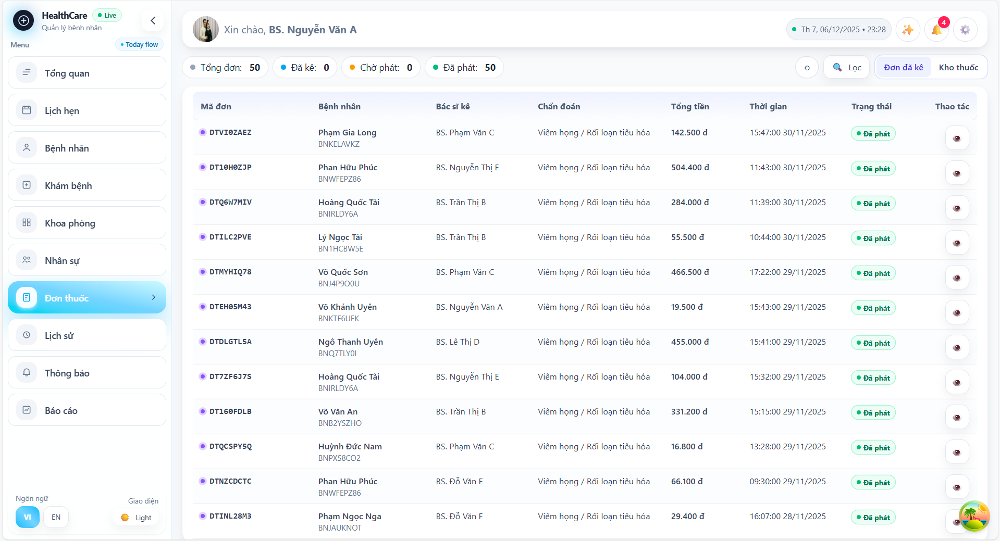 HealthCare
Live
Quản lý bệnh nhân
Menu
Today flow
Tổng quan
Lịch hẹn
Bệnh nhân
Khám bệnh
Khoa phòng
Nhân sự
Đơn thuốc
Lịch sử
Thông báo
Báo cáo
Ngôn ngữ
VI
EN
Giao diện
Light
Xin chào, BS. Nguyễn Văn A
Th 7, 06/12/2025 • 23:28
4
Tổng đơn: 50
Đã kê: 0
Chờ phát: 0
Đã phát: 50
Lọc
Đơn đã kê
Kho thuốc
Mã đơn Bệnh nhân Bác sĩ kê Chẩn đoán Tổng tiền Thời gian Trạng thái Thao tác
DTVI0ZAEZ Phạm Gia Long BS. Phạm Văn C Viêm họng / Rối loạn tiêu hóa 142.500 đ 15:47:00 30/11/2025 Đã phát
BNKELAVKZ
DT10H0ZJP Phan Hữu Phúc BS. Nguyễn Thị E Viêm họng / Rối loạn tiêu hóa 504.400 đ 11:43:00 30/11/2025 Đã phát
BNWFEPZ86
DTQ6W7MIV Hoàng Quốc Tài BS. Trần Thị B Viêm họng / Rối loạn tiêu hóa 284.000 đ 11:39:00 30/11/2025 Đã phát
BNIRLDY6A
DTILC2PVE Lý Ngọc Tài BS. Trần Thị B Viêm họng / Rối loạn tiêu hóa 55.500 đ 10:44:00 30/11/2025 Đã phát
BN1HCBW5E
DTMYHIQ78 Võ Quốc Sơn BS. Phạm Văn C Viêm họng / Rối loạn tiêu hóa 466.500 đ 17:22:00 29/11/2025 Đã phát
BNJ4P9O0U
DTEH05M43 Võ Khánh Uyên BS. Nguyễn Văn A Viêm họng / Rối loạn tiêu hóa 19.500 đ 15:43:00 29/11/2025 Đã phát
BNKTF6UFK
DTDLGTL5A Ngô Thanh Uyên BS. Lê Thị D Viêm họng / Rối loạn tiêu hóa 455.000 đ 15:41:00 29/11/2025 Đã phát
BNQ7TLY0I
DT7ZF6J7S Hoàng Quốc Tài BS. Nguyễn Thị E Viêm họng / Rối loạn tiêu hóa 104.000 đ 15:32:00 29/11/2025 Đã phát
BNIRLDY6A
DT160FDLB Võ Văn An BS. Trần Thị B Viêm họng / Rối loạn tiêu hóa 331.200 đ 15:15:00 29/11/2025 Đã phát
BNB2YSZHO
DTQCSPY5Q Huỳnh Đức Nam BS. Phạm Văn C Viêm họng / Rối loạn tiêu hóa 16.800 đ 13:28:00 29/11/2025 Đã phát
BNPXS8CO2
DTNZCDCTC Phan Hữu Phúc BS. Đỗ Văn F Viêm họng / Rối loạn tiêu hóa 66.100 đ 09:30:00 29/11/2025 Đã phát
BNWFEPZ86
DTINL28M3 Phạm Ngọc Nga BS. Đỗ Văn F Viêm họng / Rối loạn tiêu hóa 29.400 đ 16:07:00 28/11/2025 Đã phát
BNJAUKNOT